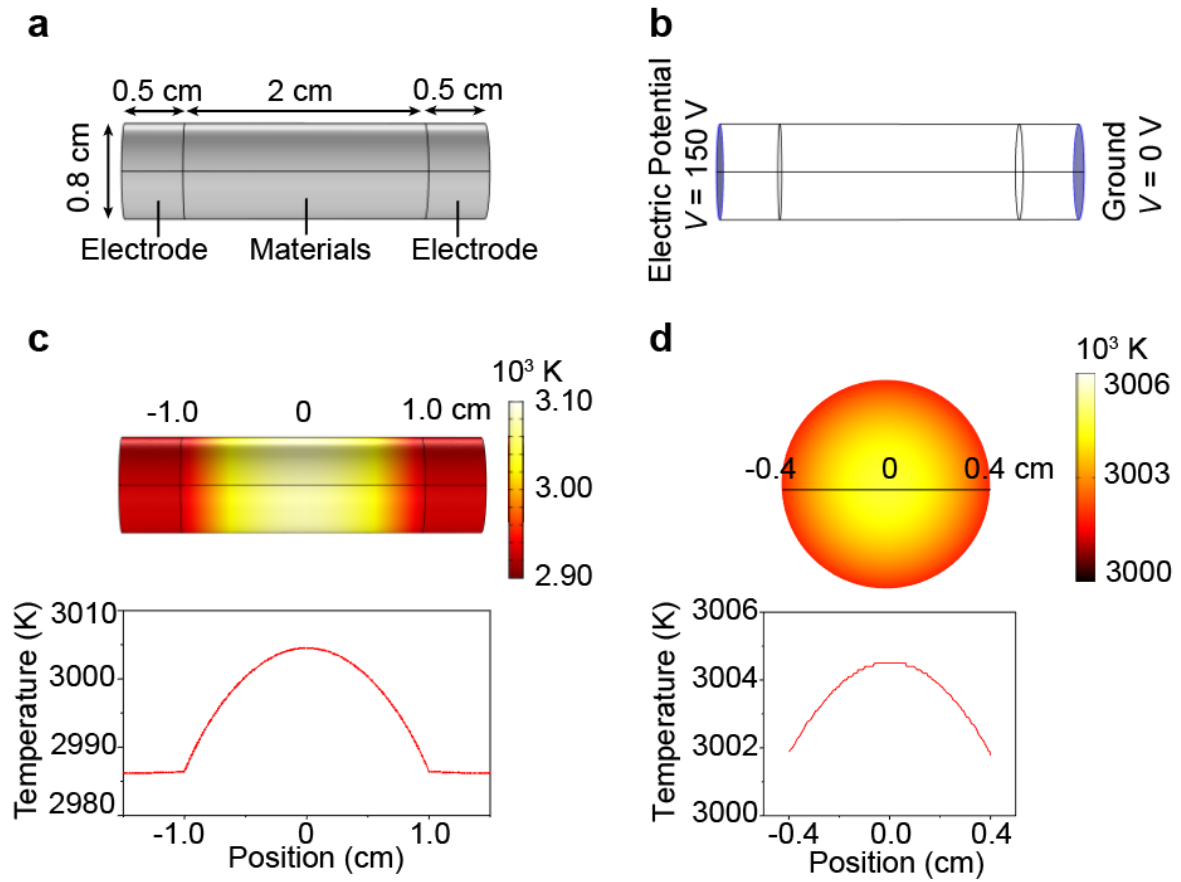 a
0.5 cm
2 cm
0.5 cm
0.8 cm
Electrode
Materials
Electrode
b
Electric Potential
V = 150 V
Ground
V = 0 V
c
10³ K
-1.0
0
1.0 cm
3.10
3.00
2.90
3010
3000
2990
2980
Temperature (K)
-1.0
0
1.0
Position (cm)
d
10³ K
-0.4
0
0.4 cm
3006
3003
3000
3006
3004
3002
3000
Temperature (K)
-0.4
0.0
0.4
Position (cm)